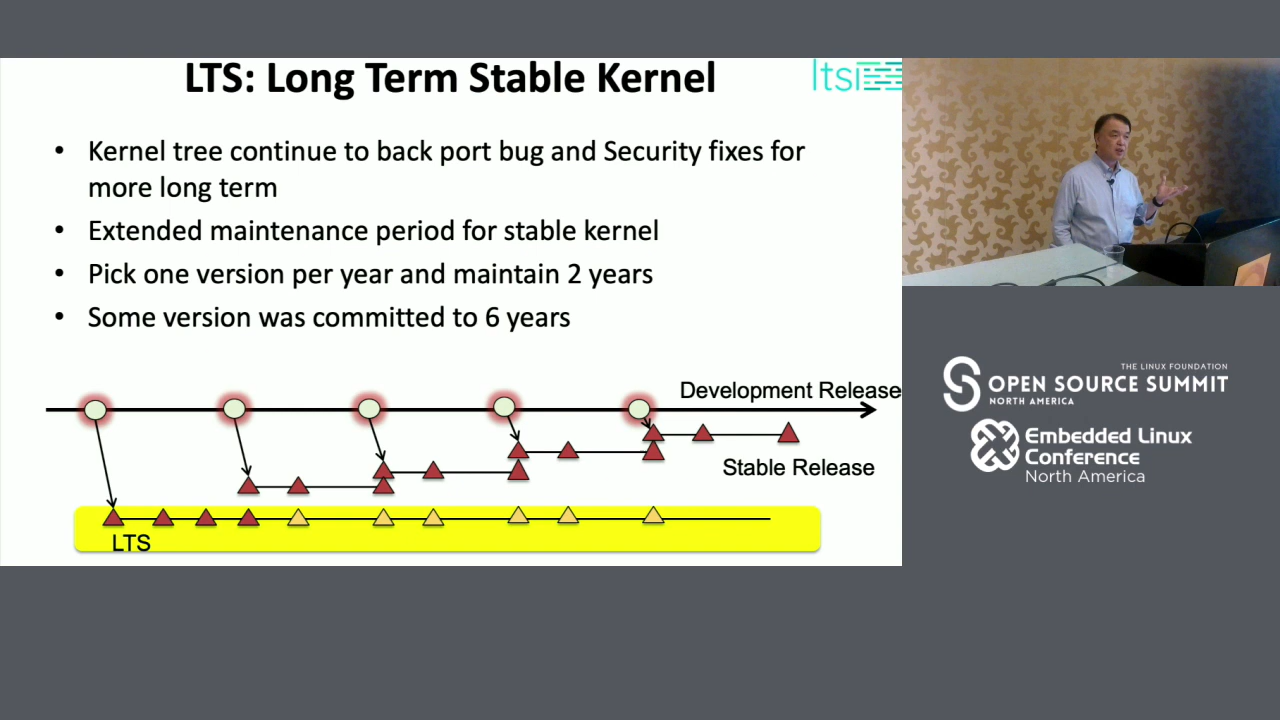 LTS: Long Term Stable Kernel
ltsi
• Kernel tree continue to back port bug and Security fixes for
more long term
• Extended maintenance period for stable kernel
• Pick one version per year and maintain 2 years
• Some version was committed to 6 years
Development Release
Stable Release
LTS
THE LINUX FOUNDATION
OPEN SOURCE SUMMIT
NORTH AMERICA
Embedded Linux
Conference
North America